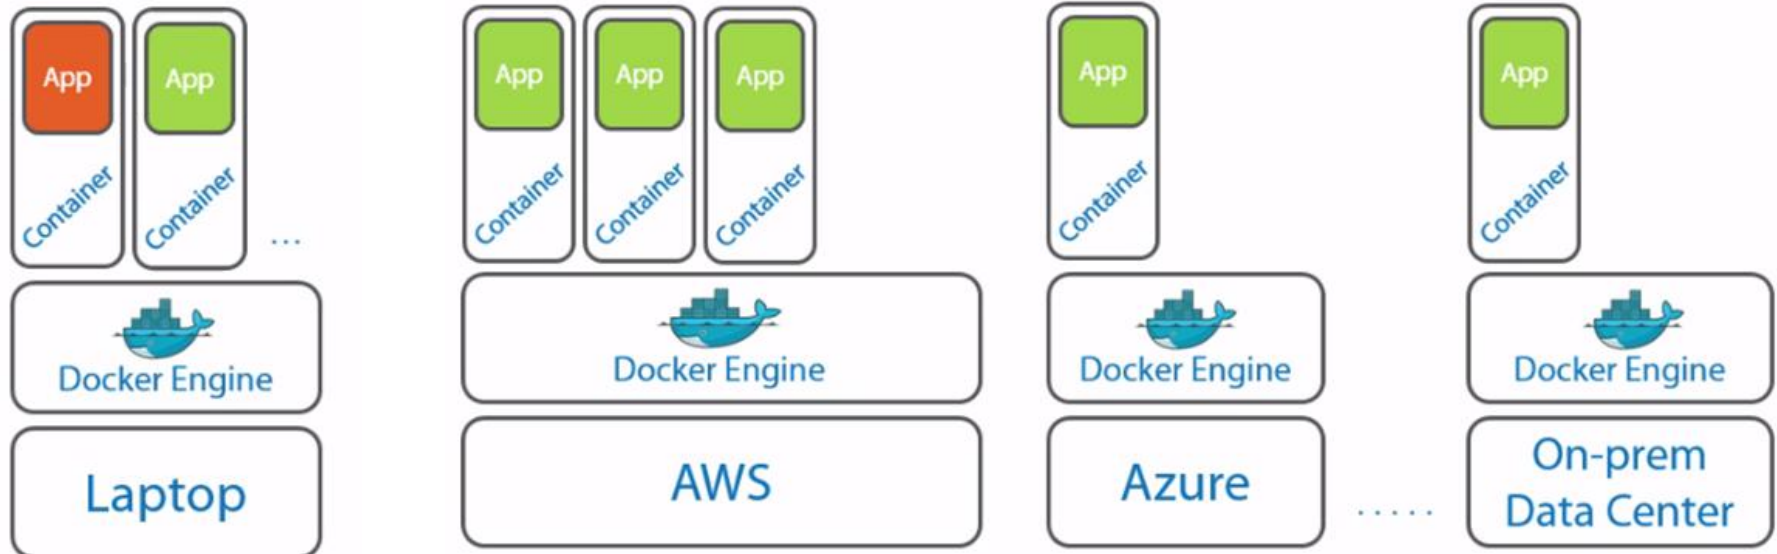 App
App
App
App
App
App
App
Container
Container
...
Container
Container
Container
Container
Container
Docker Engine
Docker Engine
Docker Engine
Docker Engine
Laptop
AWS
Azure
.....
On-prem
Data Center